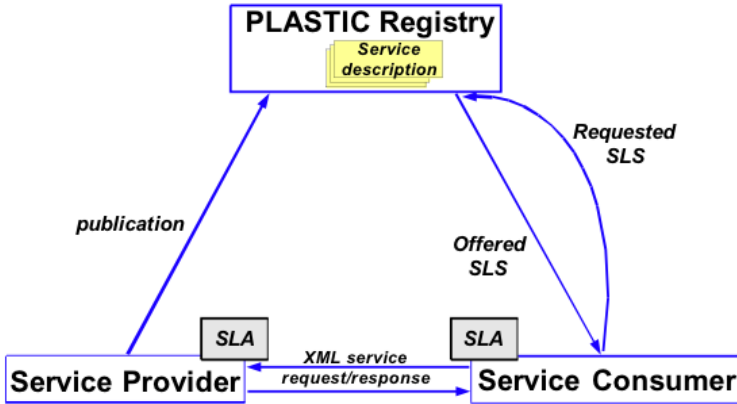 PLASTIC Registry
Service
description
Requested
SLS
publication
Offered
SLS
SLA
SLA
XML service
request/response
Service Provider
Service Consumer